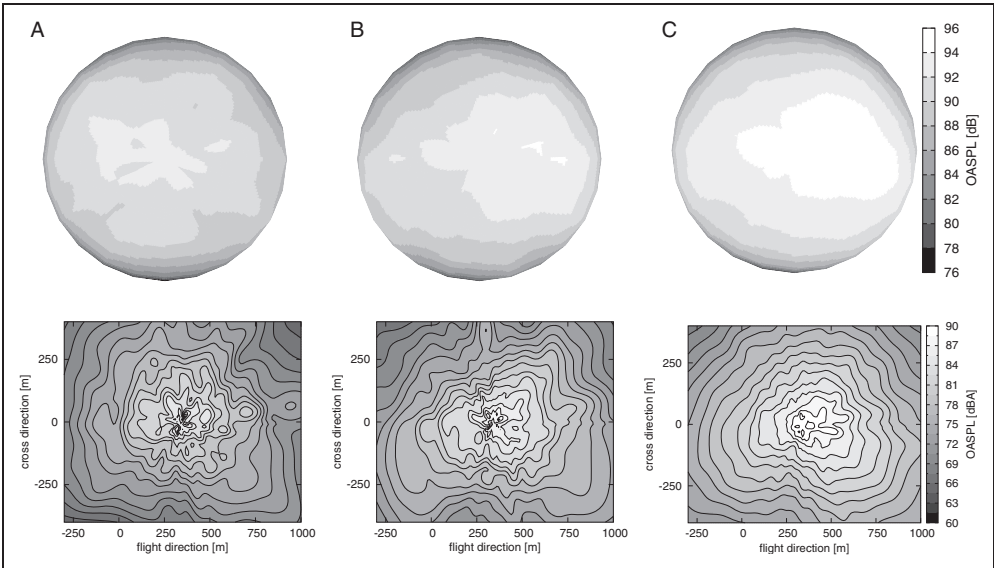 A
B
C
96
94
92
90
88
86
84
82
80
78
76
OASPL [dB]
250
0
-250
cross direction [m]
-250 0 250 500 750 1000
flight direction [m]
250
0
-250
cross direction [m]
-250 0 250 500 750 1000
flight direction [m]
250
0
-250
cross direction [m]
-250 0 250 500 750 1000
flight direction [m]
90
87
84
81
78
75
72
69
66
63
60
OASPL [dBA]